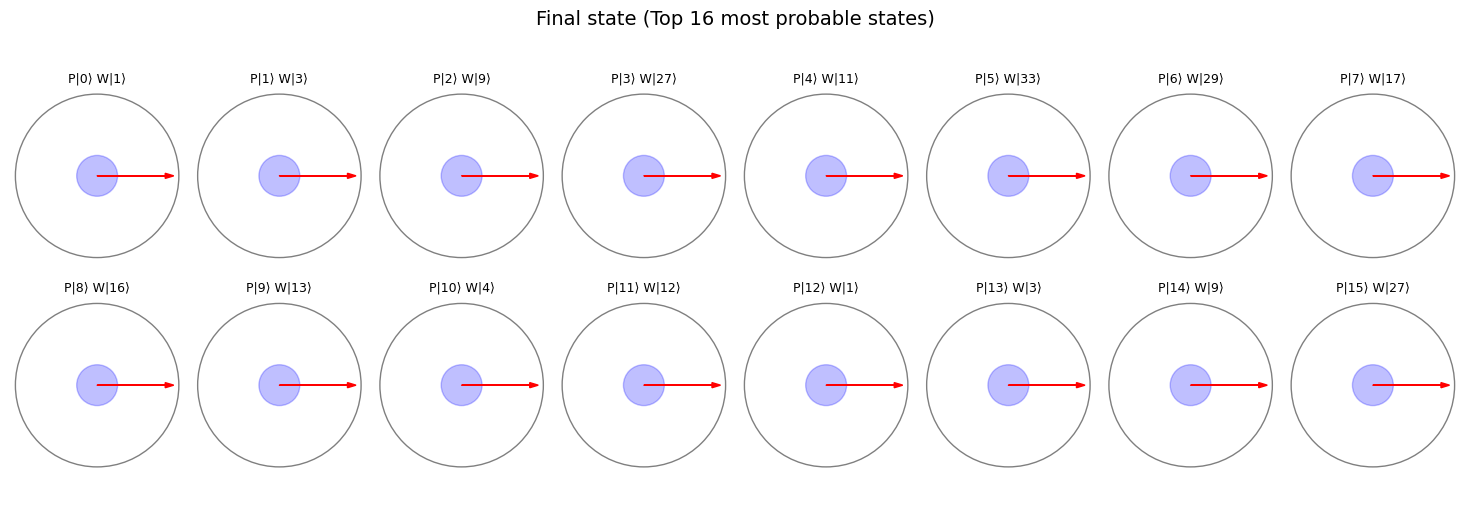 Final state (Top 16 most probable states)
P|0⟩ W|1⟩ P|1⟩ W|3⟩ P|2⟩ W|9⟩ P|3⟩ W|27⟩ P|4⟩ W|11⟩ P|5⟩ W|33⟩ P|6⟩ W|29⟩ P|7⟩ W|17⟩
P|8⟩ W|16⟩ P|9⟩ W|13⟩ P|10⟩ W|4⟩ P|11⟩ W|12⟩ P|12⟩ W|1⟩ P|13⟩ W|3⟩ P|14⟩ W|9⟩ P|15⟩ W|27⟩